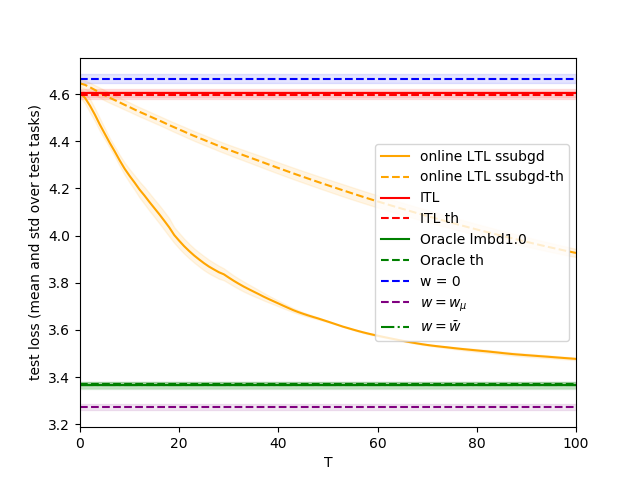 test loss (mean and std over test tasks)
4.6
4.4
4.2
4.0
3.8
3.6
3.4
3.2
online LTL ssubgd
online LTL ssubgd-th
ITL
ITL th
Oracle lmbd1.0
Oracle th
w = 0
w = wμ
w = w̄
0 20 40 60 80 100
T